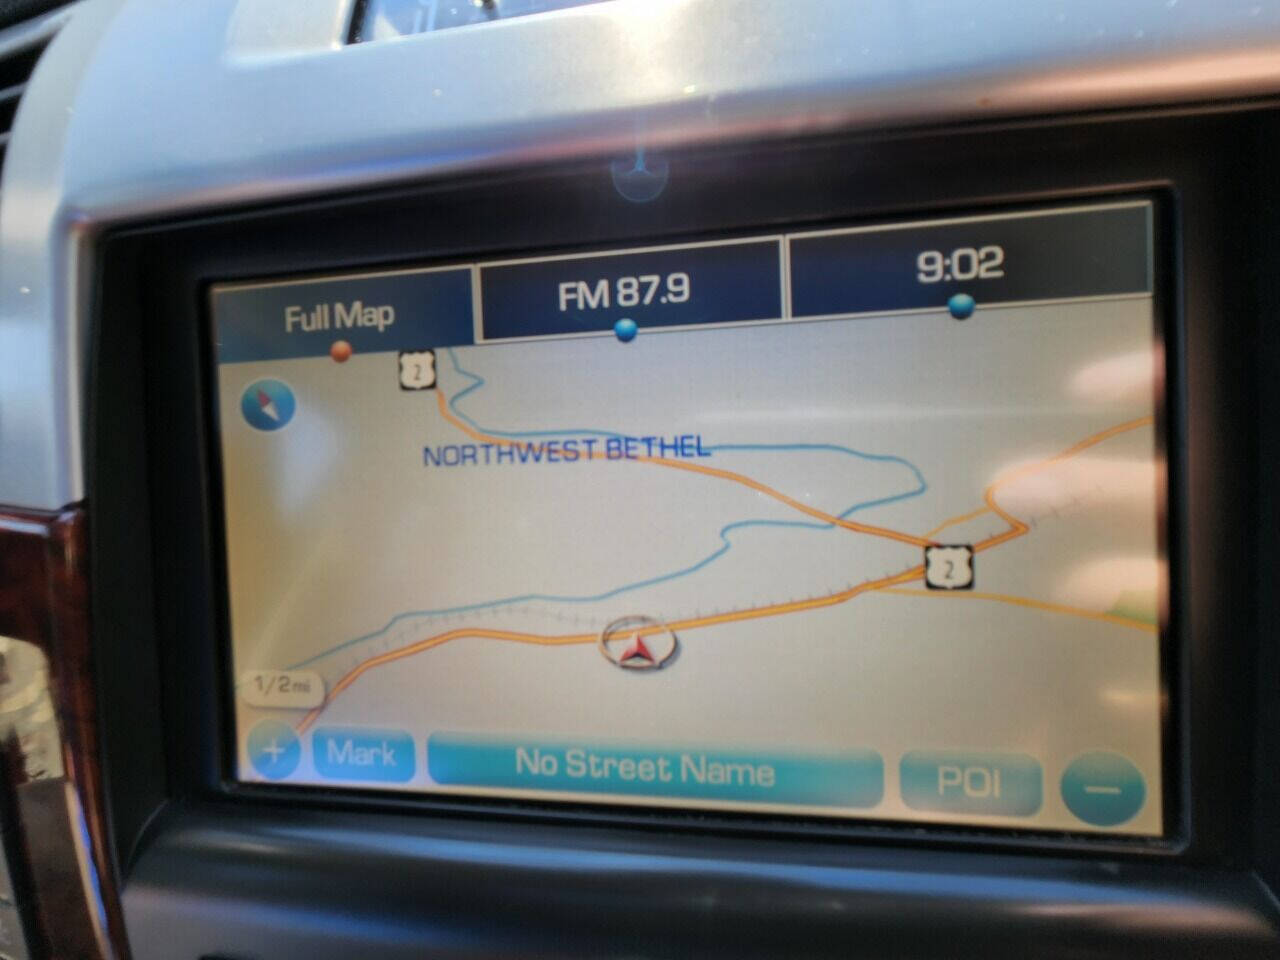 Full Map
FM 87.9
9:02
2
NORTHWEST BETHEL
2
1/2mi
+
Mark
No Street Name
POI
−